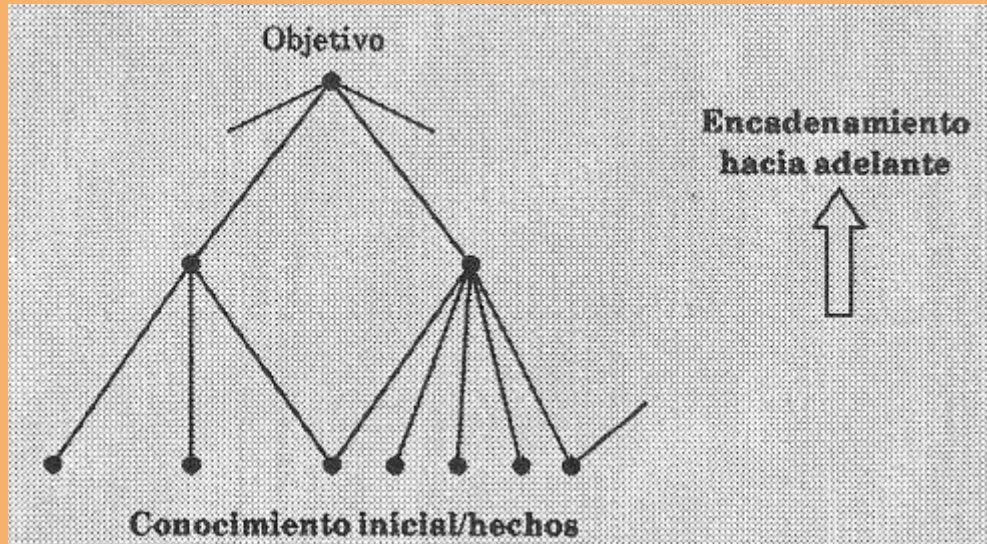 Objetivo
Encadenamiento
hacia adelante
Conocimiento inicial/hechos